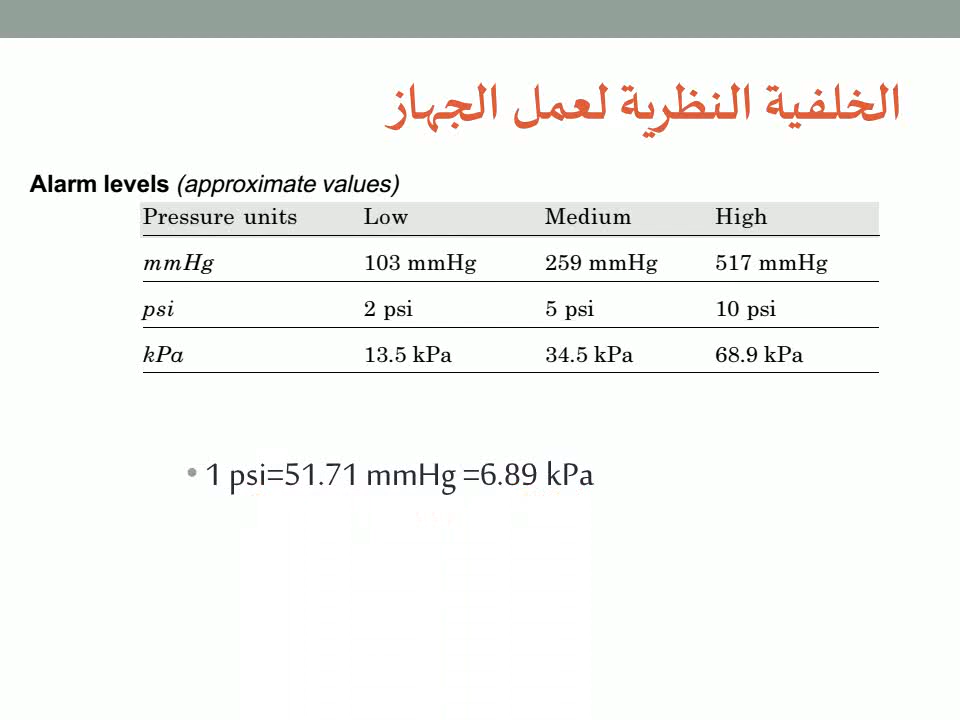 الخلفية النظرية لعمل الجهاز
Alarm levels (approximate values)
Pressure units Low Medium High
mmHg 103 mmHg 259 mmHg 517 mmHg
psi 2 psi 5 psi 10 psi
kPa 13.5 kPa 34.5 kPa 68.9 kPa
• 1 psi=51.71 mmHg =6.89 kPa